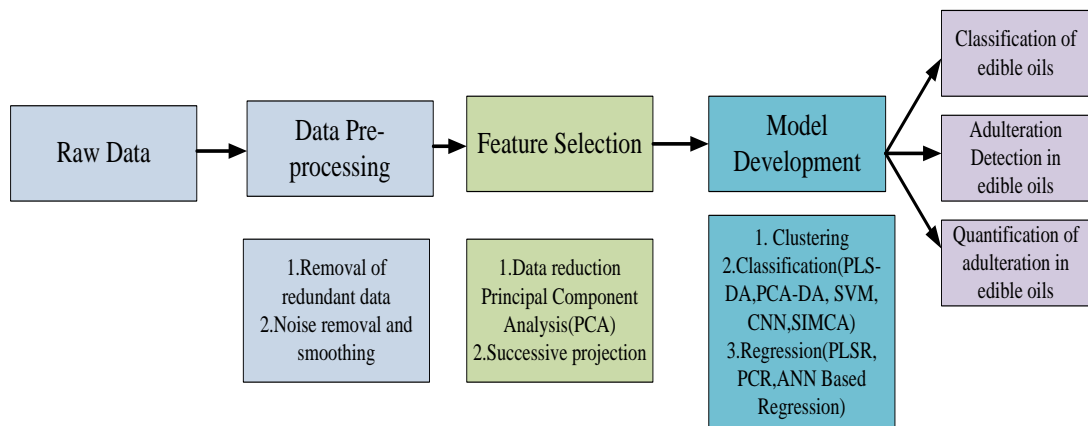 Raw Data
Data Pre-
processing
Feature Selection
Model
Development
Classification of
edible oils
Adulteration
Detection in
edible oils
Quantification of
adulteration in
edible oils
1.Removal of
redundant data
2.Noise removal and
smoothing
1.Data reduction
Principal Component
Analysis(PCA)
2.Successive projection
1. Clustering
2.Classification(PLS-
DA,PCA-DA, SVM,
CNN,SIMCA)
3.Regression(PLSR,
PCR,ANN Based
Regression)